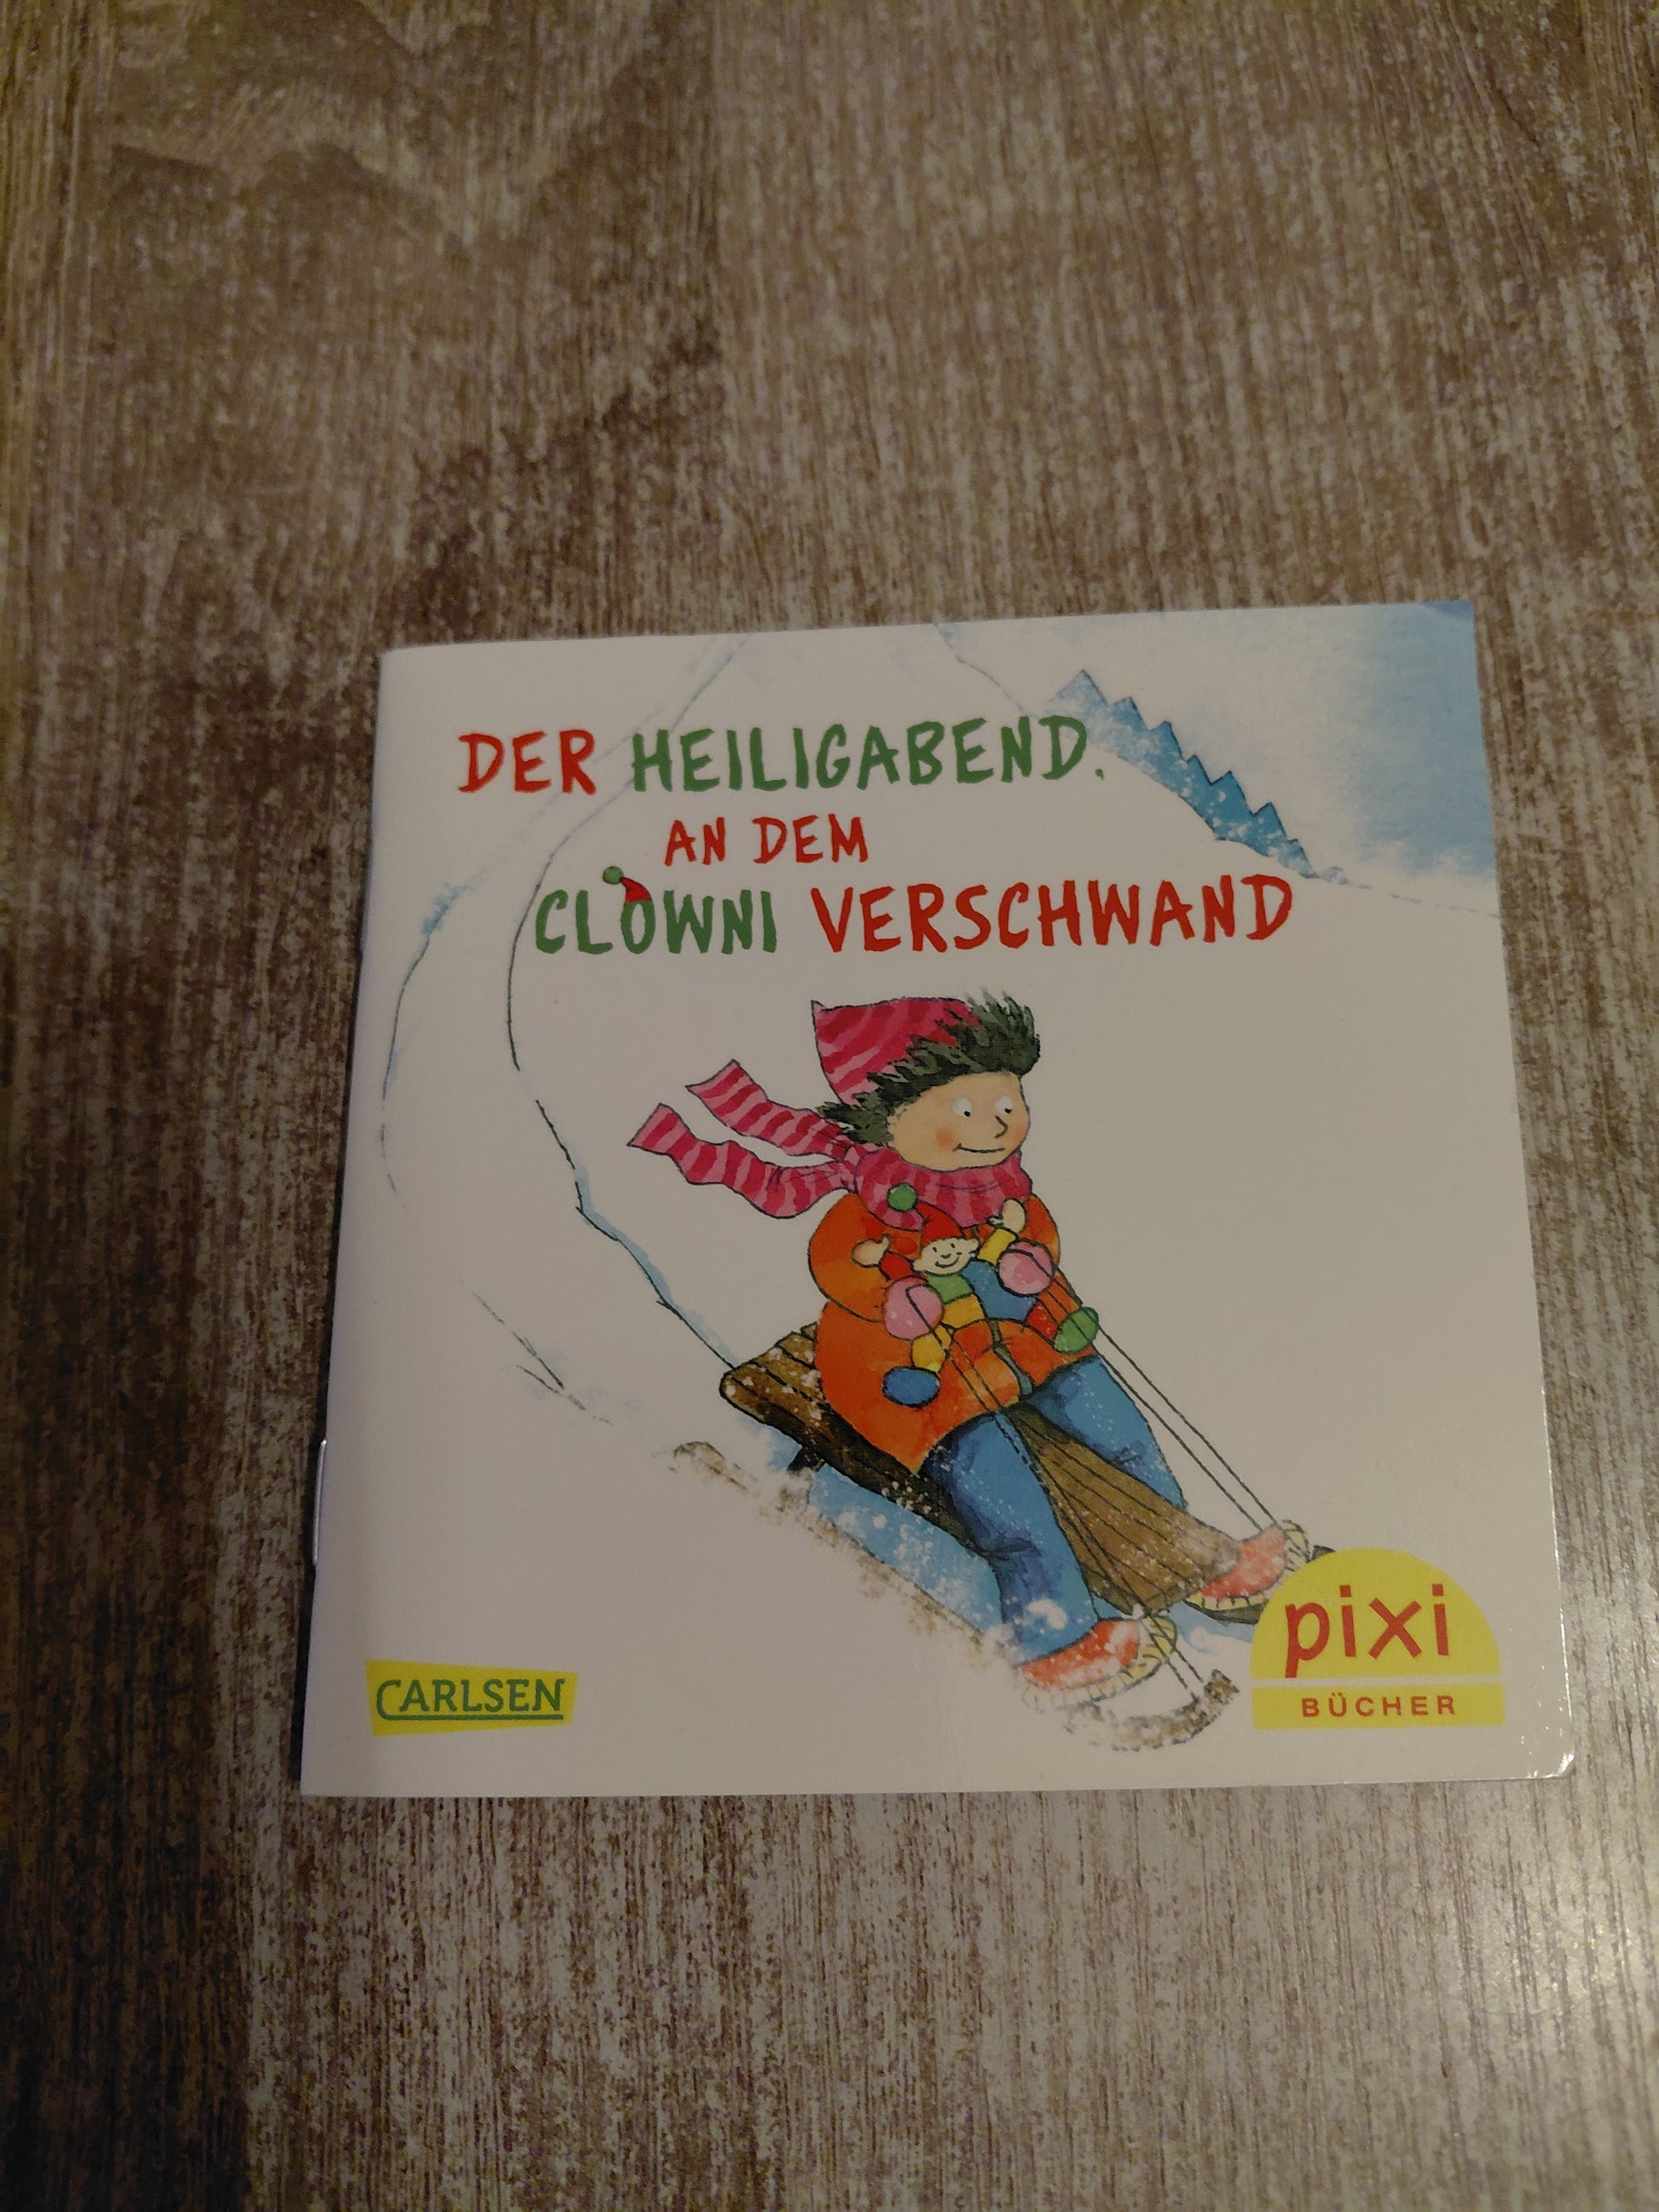 DER HEILIGABEND,
AN DEM
CLOWNI VERSCHWAND
CARLSEN
pixi
BÜCHER